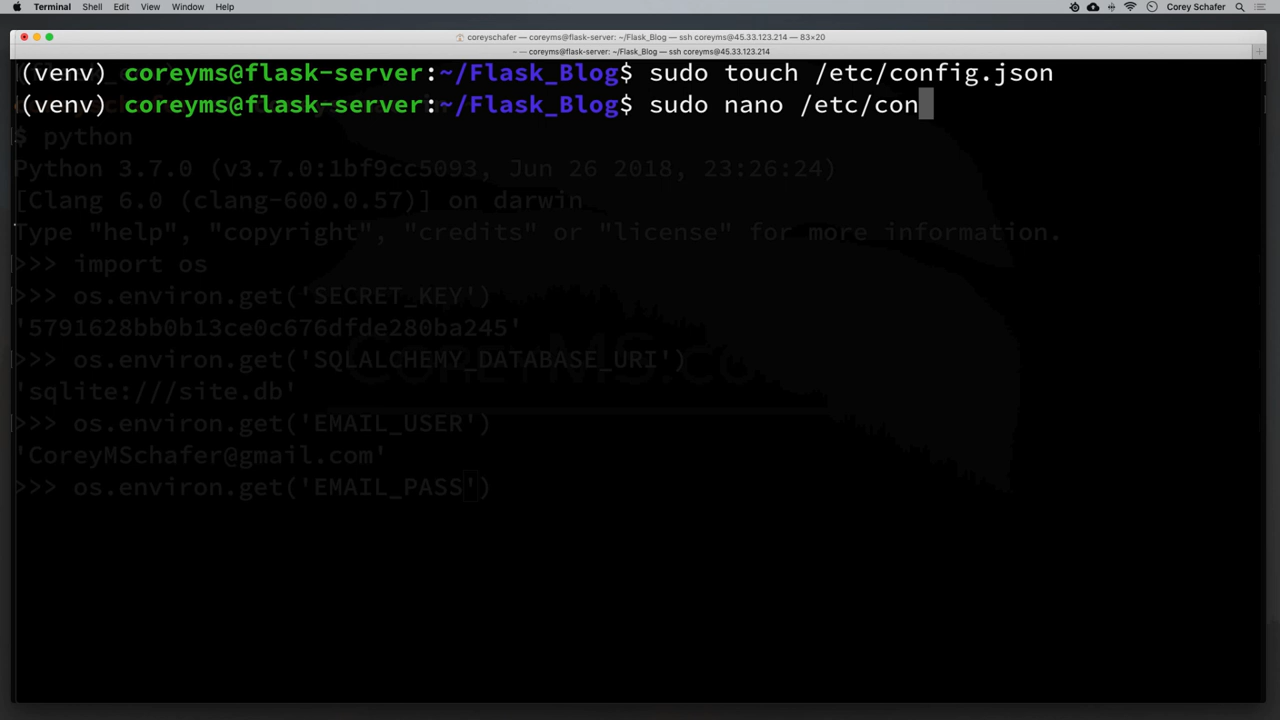 Terminal Shell Edit View Window Help Corey Schafer
coreyschafer — coreyms@flask-server: ~/Flask_Blog — ssh coreyms@45.33.123.214 — 83×20
~ — coreyms@flask-server: ~/Flask_Blog — ssh coreyms@45.33.123.214
(venv) coreyms@flask-server:~/Flask_Blog$ sudo touch /etc/config.json
(venv) coreyms@flask-server:~/Flask_Blog$ sudo nano /etc/con
$ python
Python 3.7.0 (v3.7.0:1bf9cc5093, Jun 26 2018, 23:26:24)
[Clang 6.0 (clang-600.0.57)] on darwin
Type "help", "copyright", "credits" or "license" for more information.
>>> import os
>>> os.environ.get('SECRET_KEY')
'5791628bb0b13ce0c676dfde280ba245'
>>> os.environ.get('SQLALCHEMY_DATABASE_URI')
'sqlite:///site.db'
>>> os.environ.get('EMAIL_USER')
'CoreyMSchafer@gmail.com'
>>> os.environ.get('EMAIL_PASS')
CoreyMS.co